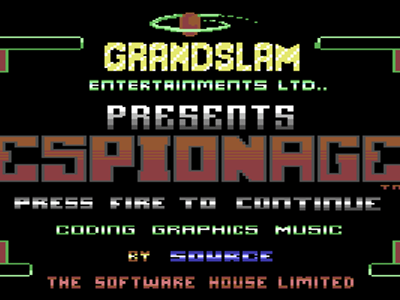 GRANDSLAM
ENTERTAINMENTS LTD..
PRESENTS
ESPIONAGE
TM
PRESS FIRE TO CONTINUE
CODING GRAPHICS MUSIC
BY SOURCE
THE SOFTWARE HOUSE LIMITED